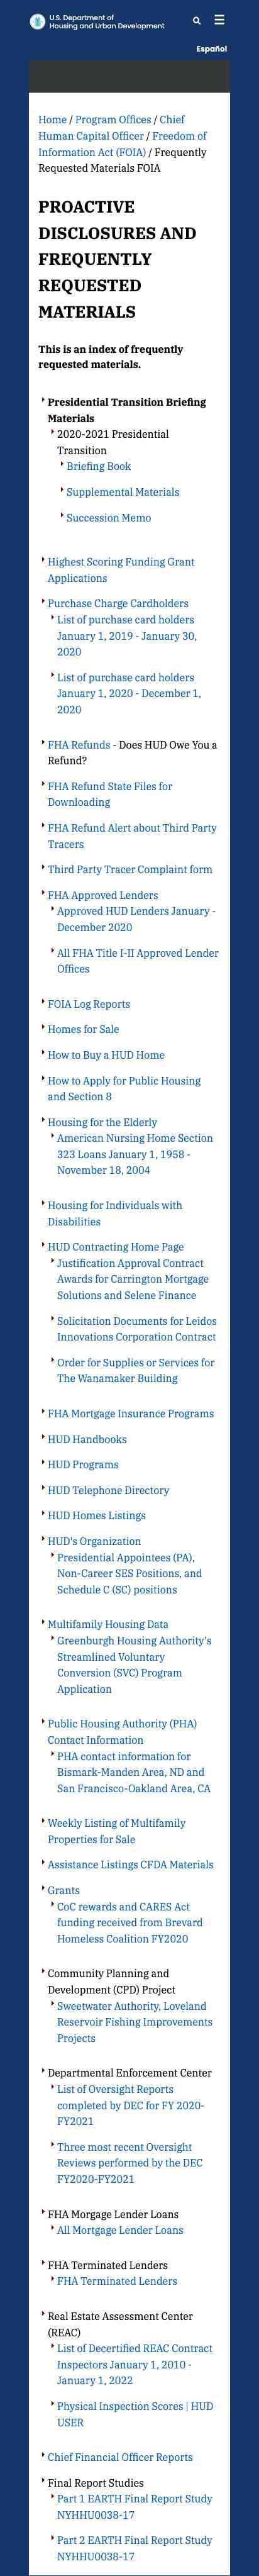 U.S. Department of
Housing and Urban Development
Español
Home / Program Offices / Chief
Human Capital Officer / Freedom of
Information Act (FOIA) / Frequently
Requested Materials FOIA
PROACTIVE
DISCLOSURES AND
FREQUENTLY
REQUESTED
MATERIALS
This is an index of frequently
requested materials.
Presidential Transition Briefing
Materials
2020-2021 Presidential
Transition
Briefing Book
Supplemental Materials
Succession Memo
Highest Scoring Funding Grant
Applications
Purchase Charge Cardholders
List of purchase card holders
January 1, 2019 - January 30,
2020
List of purchase card holders
January 1, 2020 - December 1,
2020
FHA Refunds - Does HUD Owe You a
Refund?
FHA Refund State Files for
Downloading
FHA Refund Alert about Third Party
Tracers
Third Party Tracer Complaint form
FHA Approved Lenders
Approved HUD Lenders January -
December 2020
All FHA Title I-II Approved Lender
Offices
FOIA Log Reports
Homes for Sale
How to Buy a HUD Home
How to Apply for Public Housing
and Section 8
Housing for the Elderly
American Nursing Home Section
323 Loans January 1, 1958 -
November 18, 2004
Housing for Individuals with
Disabilities
HUD Contracting Home Page
Justification Approval Contract
Awards for Carrington Mortgage
Solutions and Selene Finance
Solicitation Documents for Leidos
Innovations Corporation Contract
Order for Supplies or Services for
The Wanamaker Building
FHA Mortgage Insurance Programs
HUD Handbooks
HUD Programs
HUD Telephone Directory
HUD Homes Listings
HUD's Organization
Presidential Appointees (PA),
Non-Career SES Positions, and
Schedule C (SC) positions
Multifamily Housing Data
Greenburgh Housing Authority's
Streamlined Voluntary
Conversion (SVC) Program
Application
Public Housing Authority (PHA)
Contact Information
PHA contact information for
Bismark-Manden Area, ND and
San Francisco-Oakland Area, CA
Weekly Listing of Multifamily
Properties for Sale
Assistance Listings CFDA Materials
Grants
CoC rewards and CARES Act
funding received from Brevard
Homeless Coalition FY2020
Community Planning and
Development (CPD) Project
Sweetwater Authority, Loveland
Reservoir Fishing Improvements
Projects
Departmental Enforcement Center
List of Oversight Reports
completed by DEC for FY 2020-
FY2021
Three most recent Oversight
Reviews performed by the DEC
FY2020-FY2021
FHA Morgage Lender Loans
All Mortgage Lender Loans
FHA Terminated Lenders
FHA Terminated Lenders
Real Estate Assessment Center
(REAC)
List of Decertified REAC Contract
Inspectors January 1, 2010 -
January 1, 2022
Physical Inspection Scores | HUD
USER
Chief Financial Officer Reports
Final Report Studies
Part 1 EARTH Final Report Study
NYHHU0038-17
Part 2 EARTH Final Report Study
NYHHU0038-17